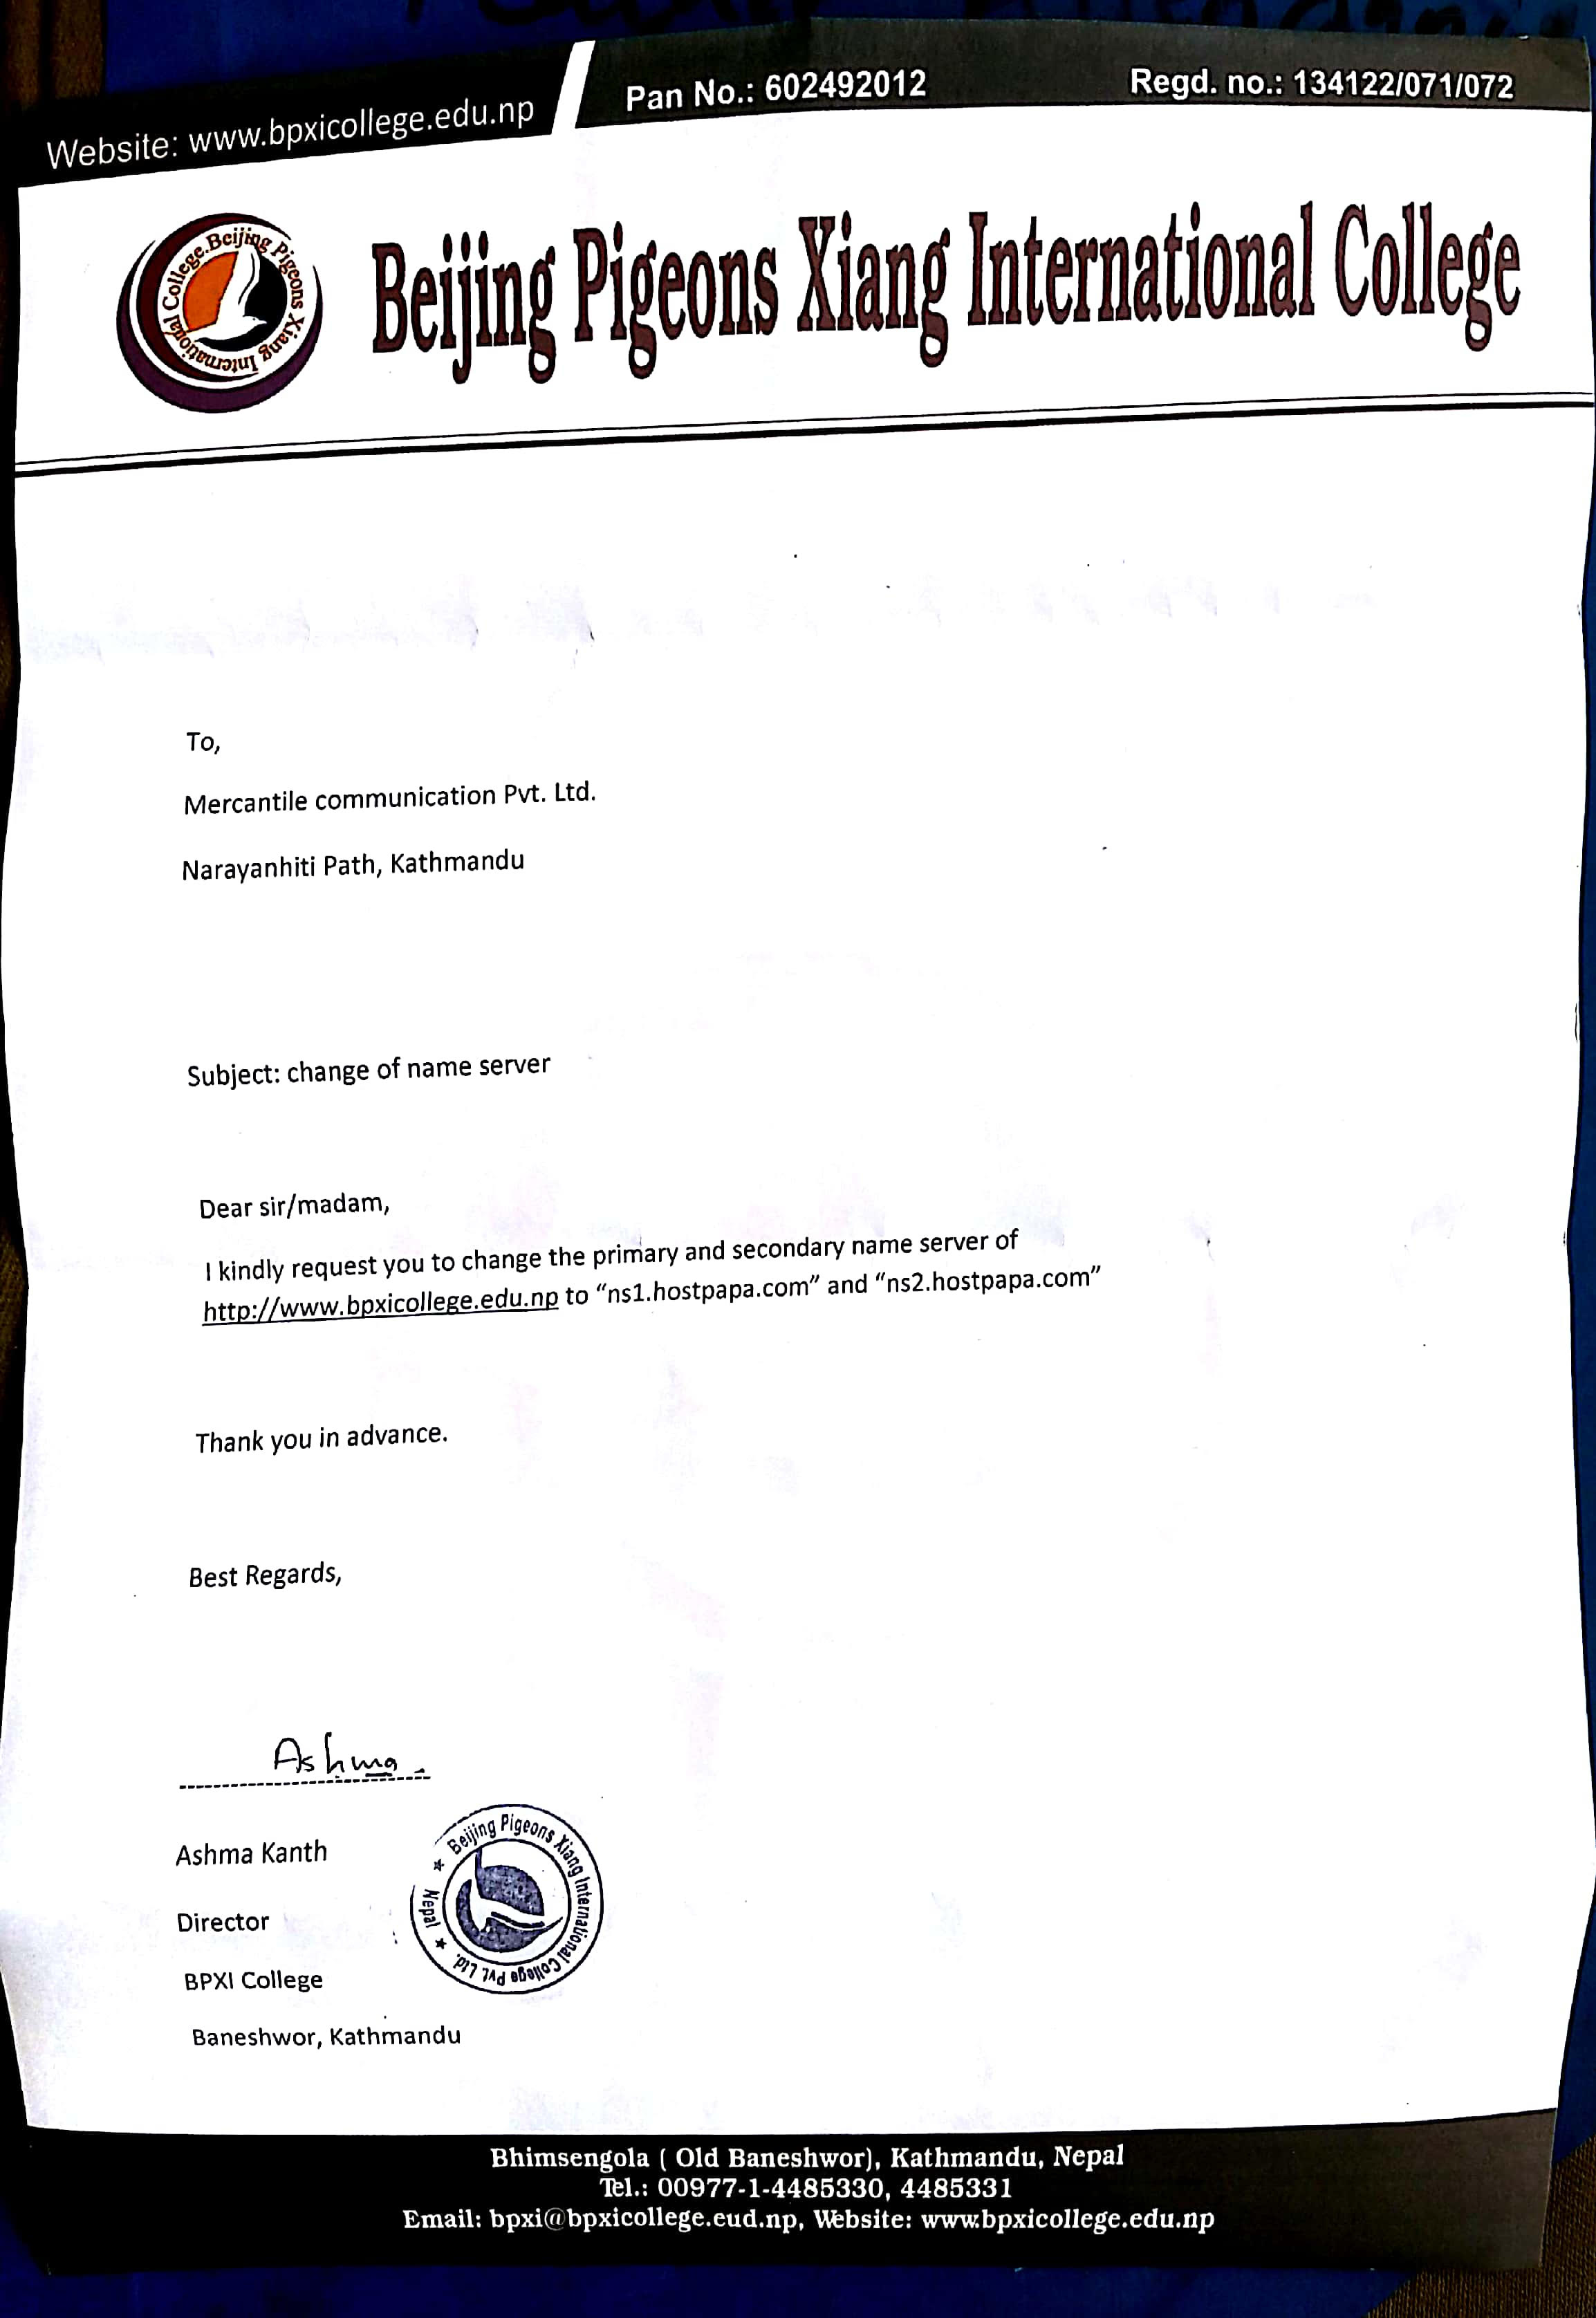 Website: www.bpxicollege.edu.np
Pan No.: 602492012
Regd. no.: 134122/071/072
Beijing Pigeons Xiang International College
Beijing Pigeons Xiang International College
To,
Mercantile communication Pvt. Ltd.
Narayanhiti Path, Kathmandu
Subject: change of name server
Dear sir/madam,
I kindly request you to change the primary and secondary name server of
http://www.bpxicollege.edu.np to “ns1.hostpapa.com” and “ns2.hostpapa.com”
Thank you in advance.
Best Regards,
Ashma
Ashma Kanth
Beijing Pigeons Xiang International College Pvt. Ltd.
Nepal
Director
BPXI College
Baneshwor, Kathmandu
Bhimsengola ( Old Baneshwor), Kathmandu, Nepal
Tel.: 00977-1-4485330, 4485331
Email: bpxi@bpxicollege.eud.np, Website: www.bpxicollege.edu.np